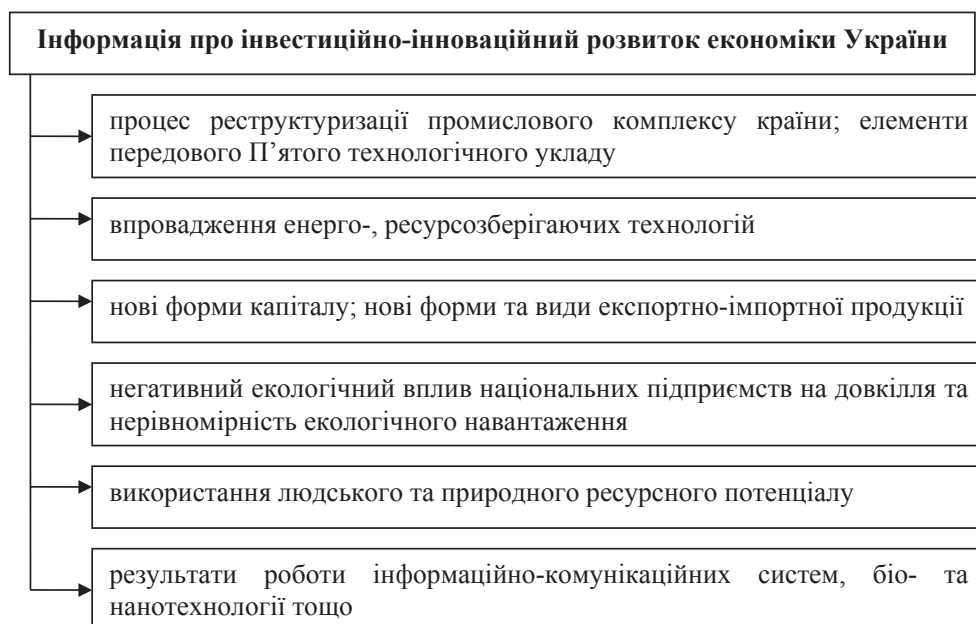 Інформація про інвестиційно-інноваційний розвиток економіки України
процес реструктуризації промислового комплексу країни; елементи
передового П’ятого технологічного укладу
впровадження енерго-, ресурсозберігаючих технологій
нові форми капіталу; нові форми та види експортно-імпортної продукції
негативний екологічний вплив національних підприємств на довкілля та
нерівномірність екологічного навантаження
використання людського та природного ресурсного потенціалу
результати роботи інформаційно-комунікаційних систем, біо- та
нанотехнології тощо